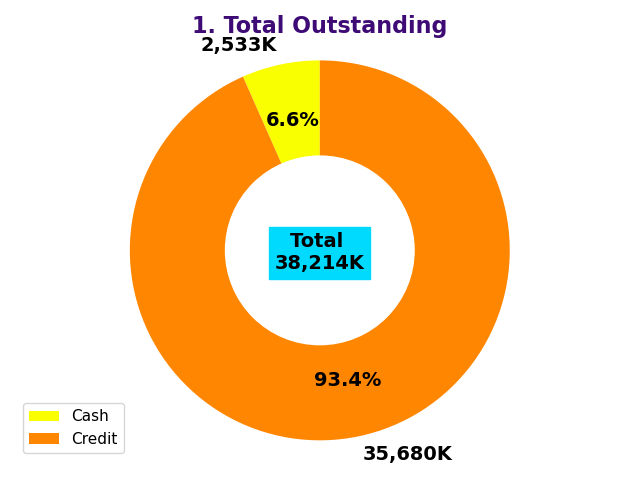 1. Total Outstanding
2,533K
6.6%
Total
38,214K
93.4%
35,680K
Cash
Credit